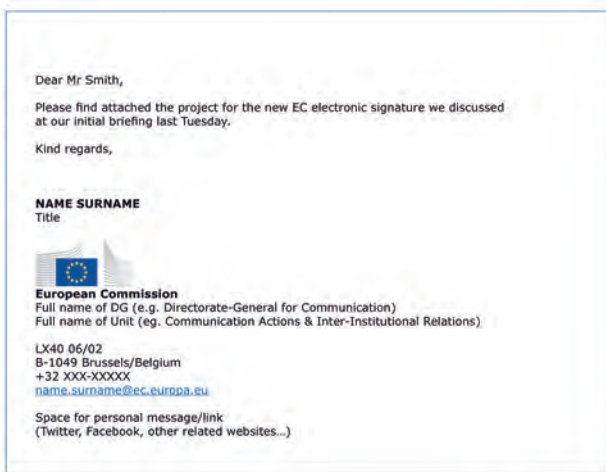 Dear Mr Smith,
Please find attached the project for the new EC electronic signature we discussed
at our initial briefing last Tuesday.
Kind regards,
NAME SURNAME
Title
European Commission
Full name of DG (e.g. Directorate-General for Communication)
Full name of Unit (eg. Communication Actions & Inter-Institutional Relations)
LX40 06/02
B-1049 Brussels/Belgium
+32 XXX-XXXXX
name.surname@ec.europa.eu
Space for personal message/link
(Twitter, Facebook, other related websites...)